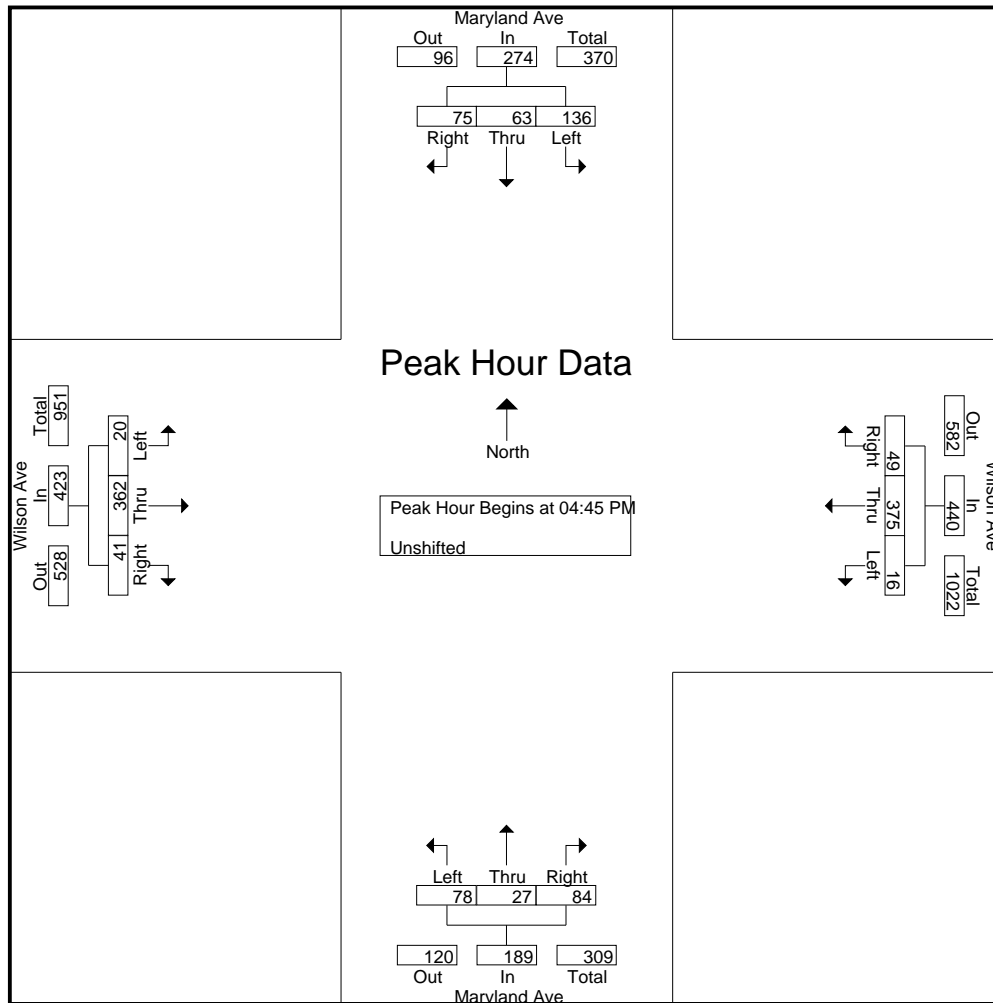 Maryland Ave
Out In Total
96 274 370
75 63 136
Right Thru Left
Peak Hour Data
North
Peak Hour Begins at 04:45 PM
Unshifted
Wilson Ave
Total In Out
951 423 528
20 362 41
Left Thru Right
Right Thru Left
49 375 16
Out In Total
582 440 1022
Wilson Ave
Left Thru Right
78 27 84
120 189 309
Out In Total
Maryland Ave